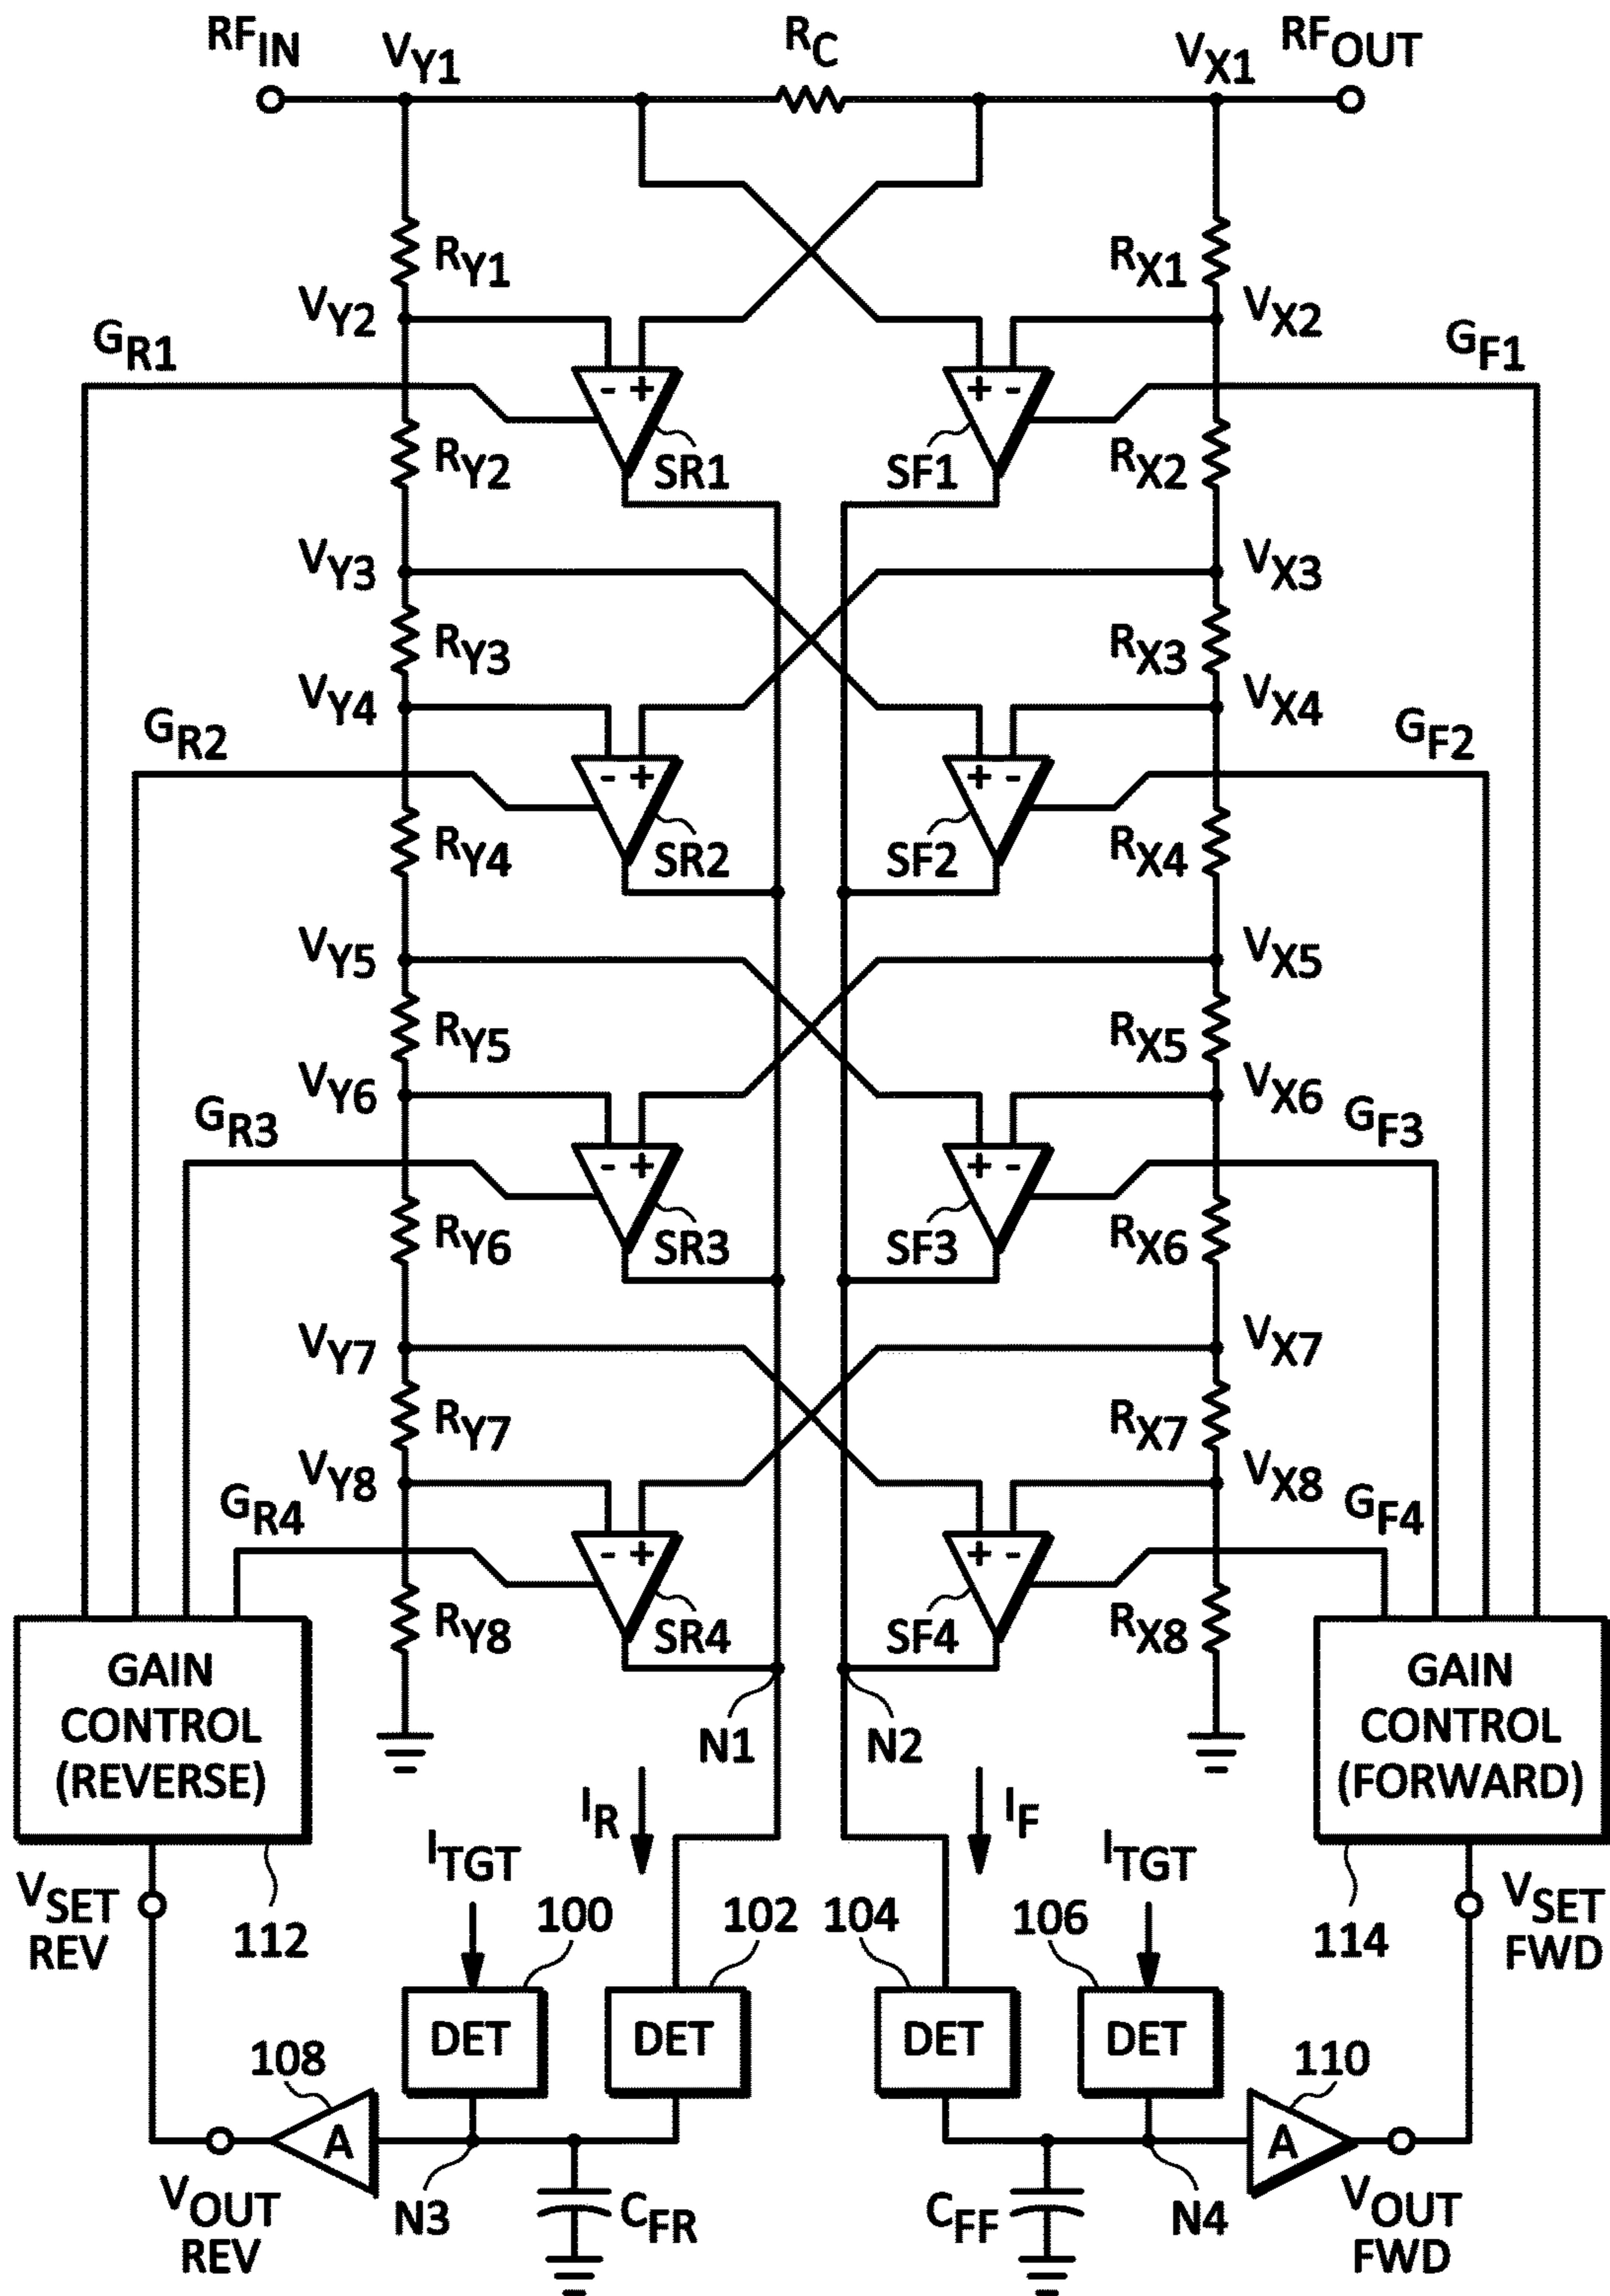 RFIN VY1 RC VX1 RFOUT
RY1 RX1
VY2 VX2
GR1 GF1
- + + -
RY2 SR1 SF1 RX2
VY3 VX3
RY3 RX3
VY4 VX4
GR2 GF2
- + + -
RY4 SR2 SF2 RX4
VY5 VX5
RY5 RX5
VY6 VX6
GR3 GF3
- + + -
RY6 SR3 SF3 RX6
VY7 VX7
RY7 RX7
VY8 VX8
GR4 GF4
- + + -
RY8 SR4 SF4 RX8
GAIN
CONTROL
(REVERSE)
N1 N2
GAIN
CONTROL
(FORWARD)
IR IF
ITGT ITGT
VSET
REV
112 100 102 104 106 114
VSET
FWD
DET DET DET DET
108 110
A A
VOUT
REV
N3 CFR CFF N4
VOUT
FWD